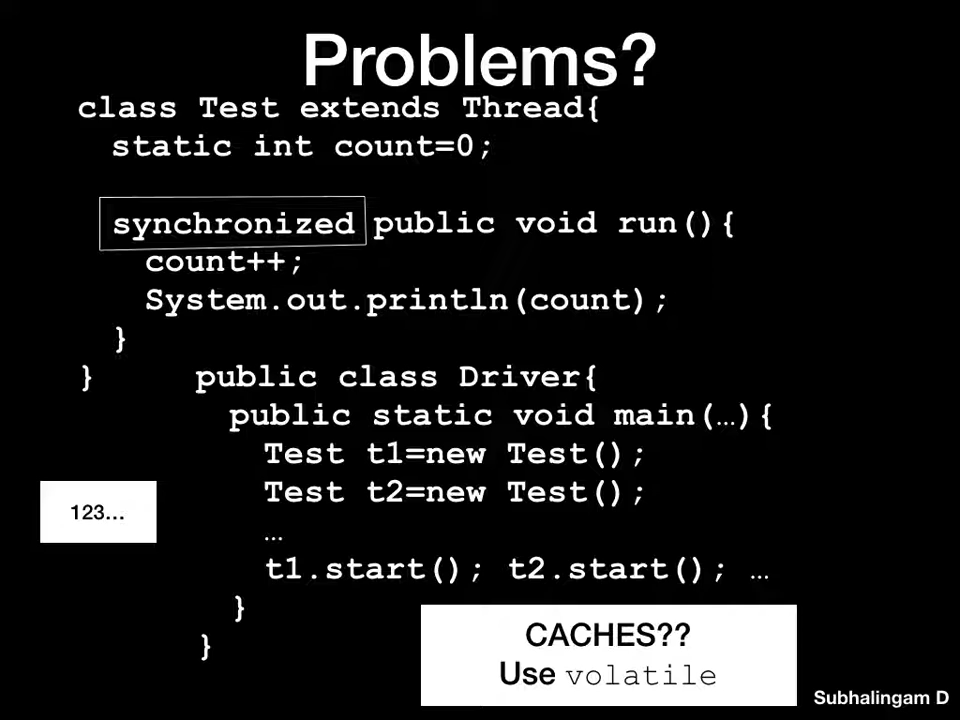 Problems?
class Test extends Thread{
static int count=0;
synchronized public void run(){
count++;
System.out.println(count);
}
}
public class Driver{
public static void main(…){
Test t1=new Test();
Test t2=new Test();
…
t1.start(); t2.start(); …
}
}
123…
CACHES??
Use volatile
Subhalingam D